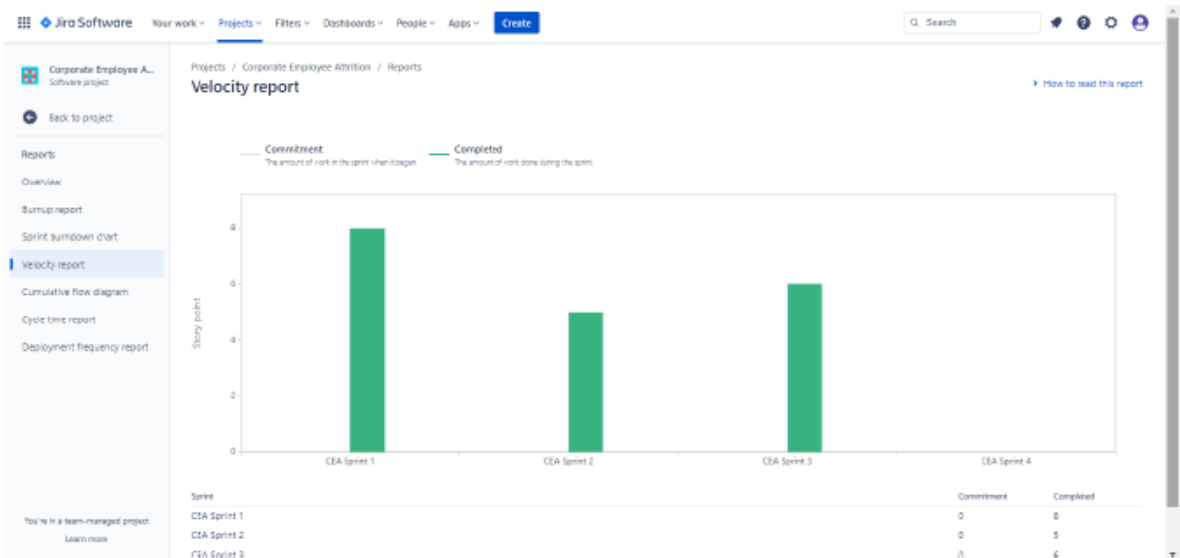 Jira Software Your work Projects Filters Dashboards People Apps Create Search
Corporate Employee A...
Software project
Back to project
Reports
Overview
Burnup report
Sprint burndown chart
Velocity report
Cumulative flow diagram
Cycle time report
Deployment frequency report
You're in a team-managed project
Learn more
Projects / Corporate Employee Attrition / Reports
Velocity report
How to read this report
Commitment
The amount of work in the sprint when it began.
Completed
The amount of work done during the sprint.
Story point
8
6
4
2
0
CEA Sprint 1 CEA Sprint 2 CEA Sprint 3 CEA Sprint 4
Sprint Commitment Completed
CEA Sprint 1 0 8
CEA Sprint 2 0 5
CEA Sprint 3 0 6